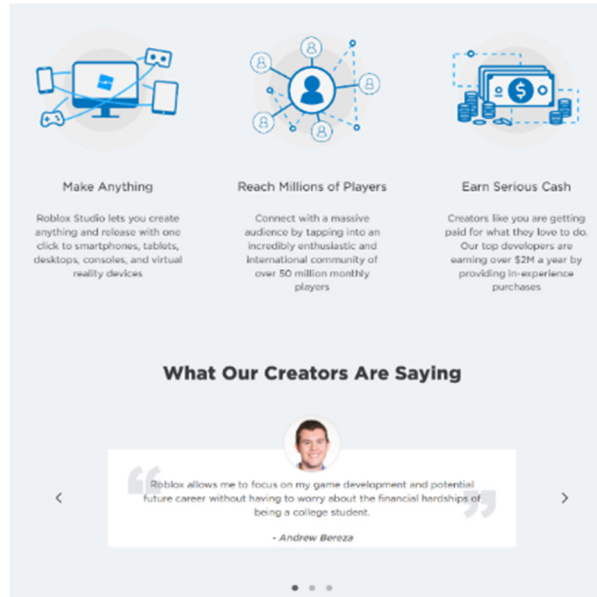 Make Anything
Roblox Studio lets you create
anything and release with one
click to smartphones, tablets,
desktops, consoles, and virtual
reality devices
Reach Millions of Players
Connect with a massive
audience by tapping into an
incredibly enthusiastic and
international community of
over 50 million monthly
players
Earn Serious Cash
Creators like you are getting
paid for what they love to do.
Our top developers are
earning over $2M a year by
providing in-experience
purchases
What Our Creators Are Saying
Roblox allows me to focus on my game development and potential
future career without having to worry about the financial hardships of
being a college student.
- Andrew Bereza